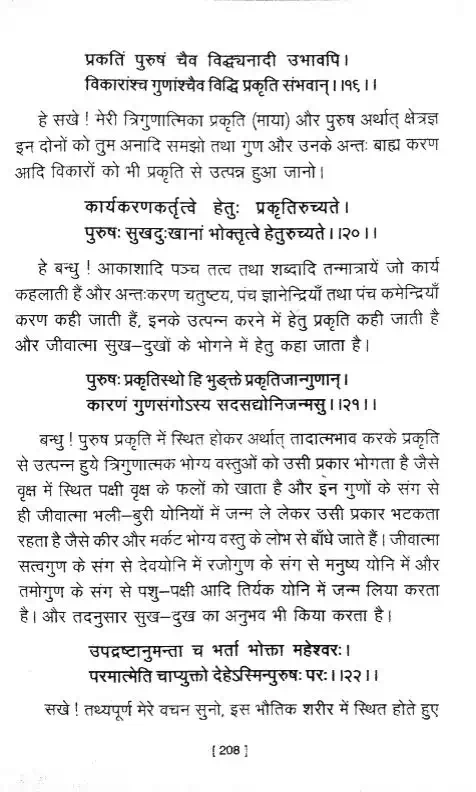 प्रकतिं पुरुषं चैव विद्ध्यनादी उभावपि।
विकारांश्च गुणांश्चैव विद्धि प्रकृति संभवान्।।१६।।
हे सखे ! मेरी त्रिगुणात्मिका प्रकृति (माया) और पुरुष अर्थात् क्षेत्रज्ञ
इन दोनों को तुम अनादि समझो तथा गुण और उनके अन्तः बाह्य करण
आदि विकारों को भी प्रकृति से उत्पन्न हुआ जानो।
कार्यकरणकर्तृत्वे हेतुः प्रकृतिरुच्यते।
पुरुषः सुखदुःखानां भोक्तृत्वे हेतुरुच्यते।।२०।।
हे बन्धु ! आकाशादि पञ्च तत्व तथा शब्दादि तन्मात्रायें जो कार्य
कहलाती हैं और अन्तःकरण चतुष्टय, पंच ज्ञानेन्द्रियाँ तथा पंच कमेन्द्रियाँ
करण कही जाती हैं, इनके उत्पन्न करने में हेतु प्रकृति कही जाती है
और जीवात्मा सुख–दुखों के भोगने में हेतु कहा जाता है।
पुरुषः प्रकृतिस्थो हि भुङ्क्ते प्रकृतिजान्गुणान्।
कारणं गुणसंगोऽस्य सदसद्योनिजन्मसु।।२१।।
बन्धु ! पुरुष प्रकृति में स्थित होकर अर्थात् तादात्मभाव करके प्रकृति
से उत्पन्न हुये त्रिगुणात्मक भोग्य वस्तुओं को उसी प्रकार भोगता है जैसे
वृक्ष में स्थित पक्षी वृक्ष के फलों को खाता है और इन गुणों के संग से
ही जीवात्मा भली–बुरी योनियों में जन्म ले लेकर उसी प्रकार भटकता
रहता है जैसे कीर और मर्कट भोग्य वस्तु के लोभ से बाँधे जाते हैं। जीवात्मा
सत्वगुण के संग से देवयोनि में रजोगुण के संग से मनुष्य योनि में और
तमोगुण के संग से पशु–पक्षी आदि तिर्यक योनि में जन्म लिया करता
है। और तदनुसार सुख–दुख का अनुभव भी किया करता है।
उपद्रष्टानुमन्ता च भर्ता भोक्ता महेश्वरः।
परमात्मेति चाप्युक्तो देहेऽस्मिन्पुरुषः परः।।२२।।
सखे ! तथ्यपूर्ण मेरे वचन सुनो, इस भौतिक शरीर में स्थित होते हुए
[ 208 ]